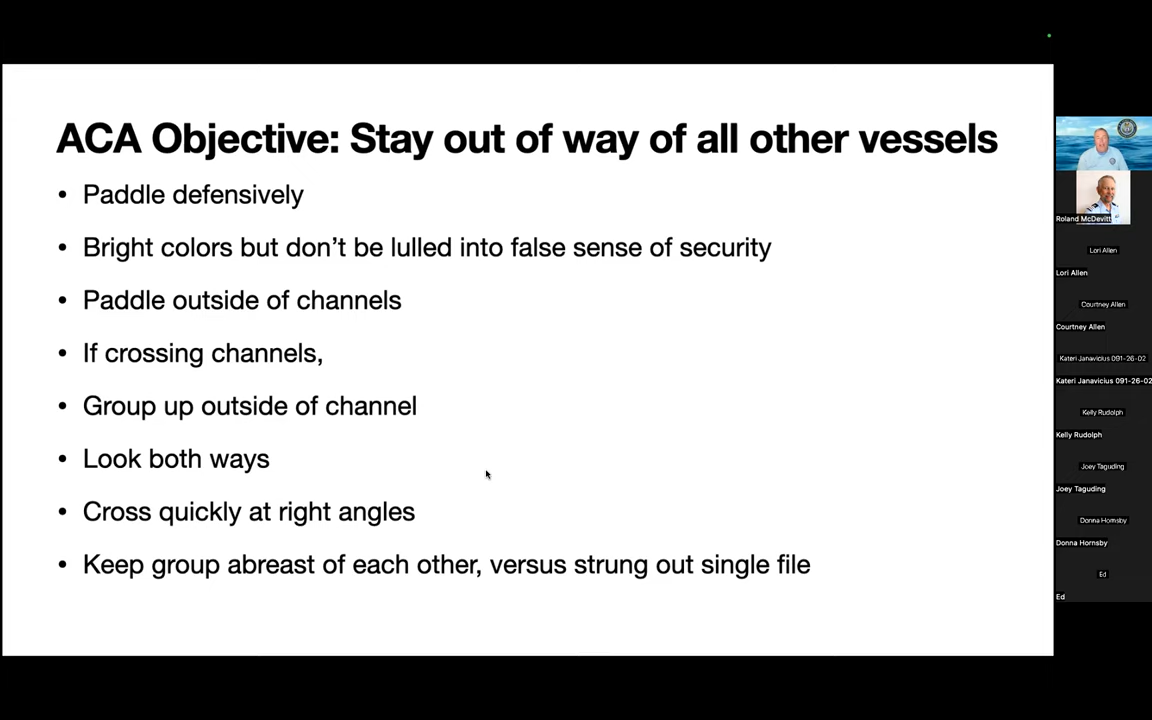 ACA Objective: Stay out of way of all other vessels
• Paddle defensively
• Bright colors but don’t be lulled into false sense of security
• Paddle outside of channels
• If crossing channels,
• Group up outside of channel
• Look both ways
• Cross quickly at right angles
• Keep group abreast of each other, versus strung out single file
Roland McDevitt
Lori Allen
Lori Allen
Courtney Allen
Courtney Allen
Kateri Janavicius 091-26-02
Kateri Janavicius 091-26-02
Kelly Rudolph
Kelly Rudolph
Joey Taguding
Joey Taguding
Donna Hornsby
Donna Hornsby
Ed
Ed